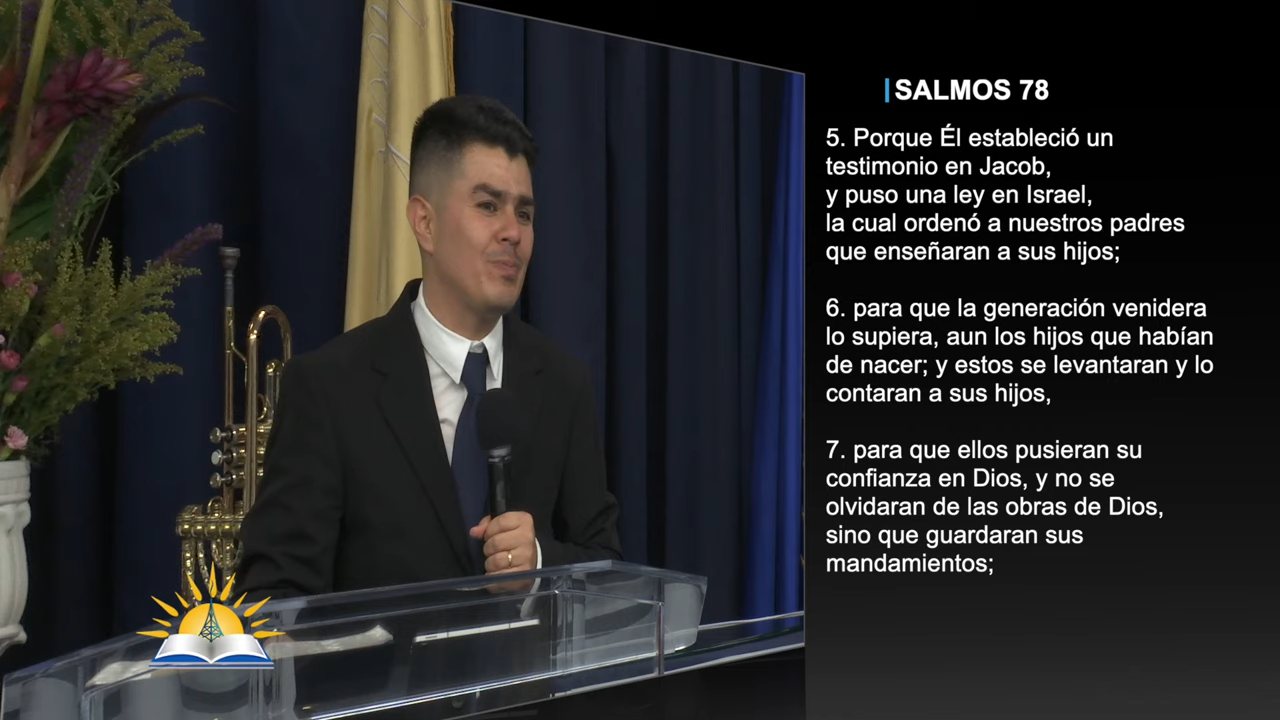 SALMOS 78
5. Porque Él estableció un
testimonio en Jacob,
y puso una ley en Israel,
la cual ordenó a nuestros padres
que enseñaran a sus hijos;
6. para que la generación venidera
lo supiera, aun los hijos que habían
de nacer; y estos se levantaran y lo
contaran a sus hijos,
7. para que ellos pusieran su
confianza en Dios, y no se
olvidaran de las obras de Dios,
sino que guardaran sus
mandamientos;